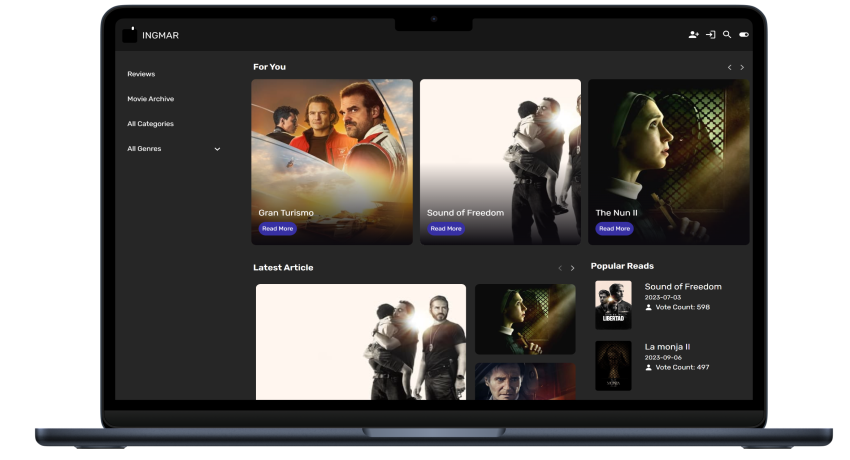 INGMAR
Reviews
Movie Archive
All Categories
All Genres
For You
Gran Turismo
Read More
Sound of Freedom
Read More
The Nun II
Read More
Latest Article
Popular Reads
LIBERTAD
Sound of Freedom
2023-07-03
Vote Count: 598
La monja II
2023-09-06
Vote Count: 497